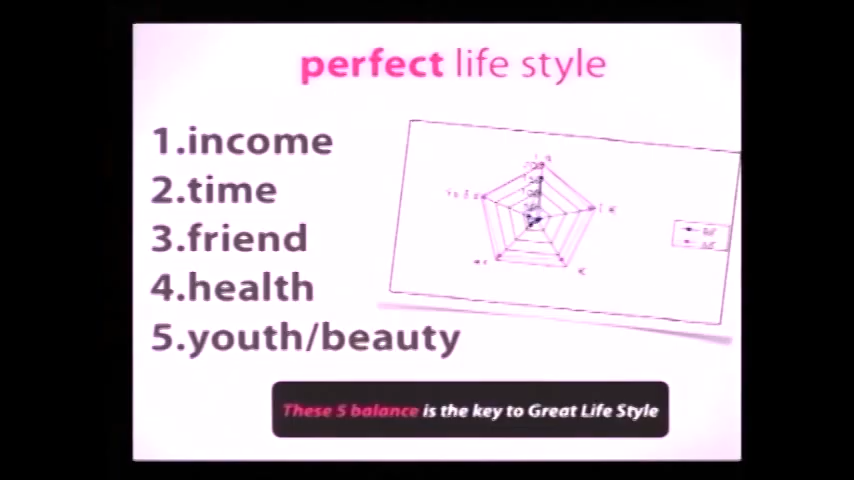 perfect life style
1.income
2.time
3.friend
4.health
5.youth/beauty
These 5 balance is the key to Great Life Style